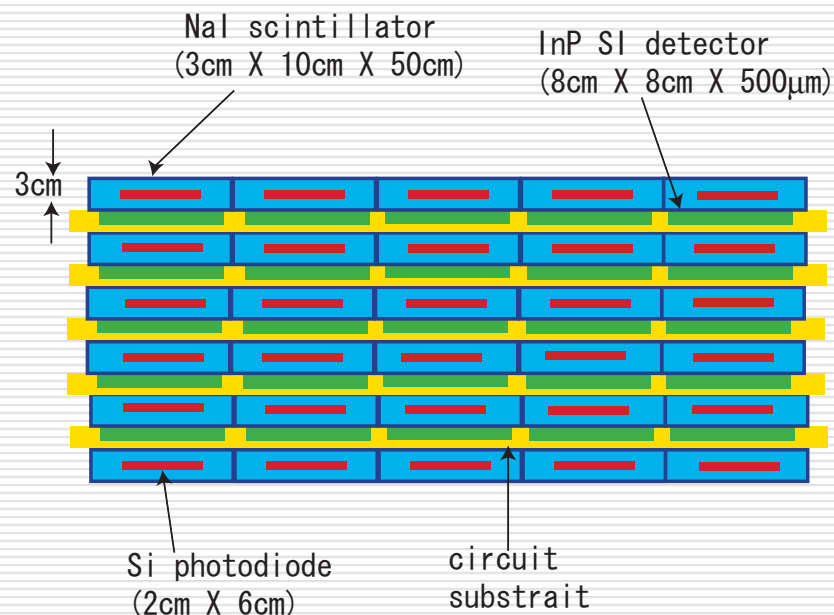 NaI scintillator
(3cm X 10cm X 50cm)
InP SI detector
(8cm X 8cm X 500μm)
3cm
Si photodiode
(2cm X 6cm)
circuit
substrait